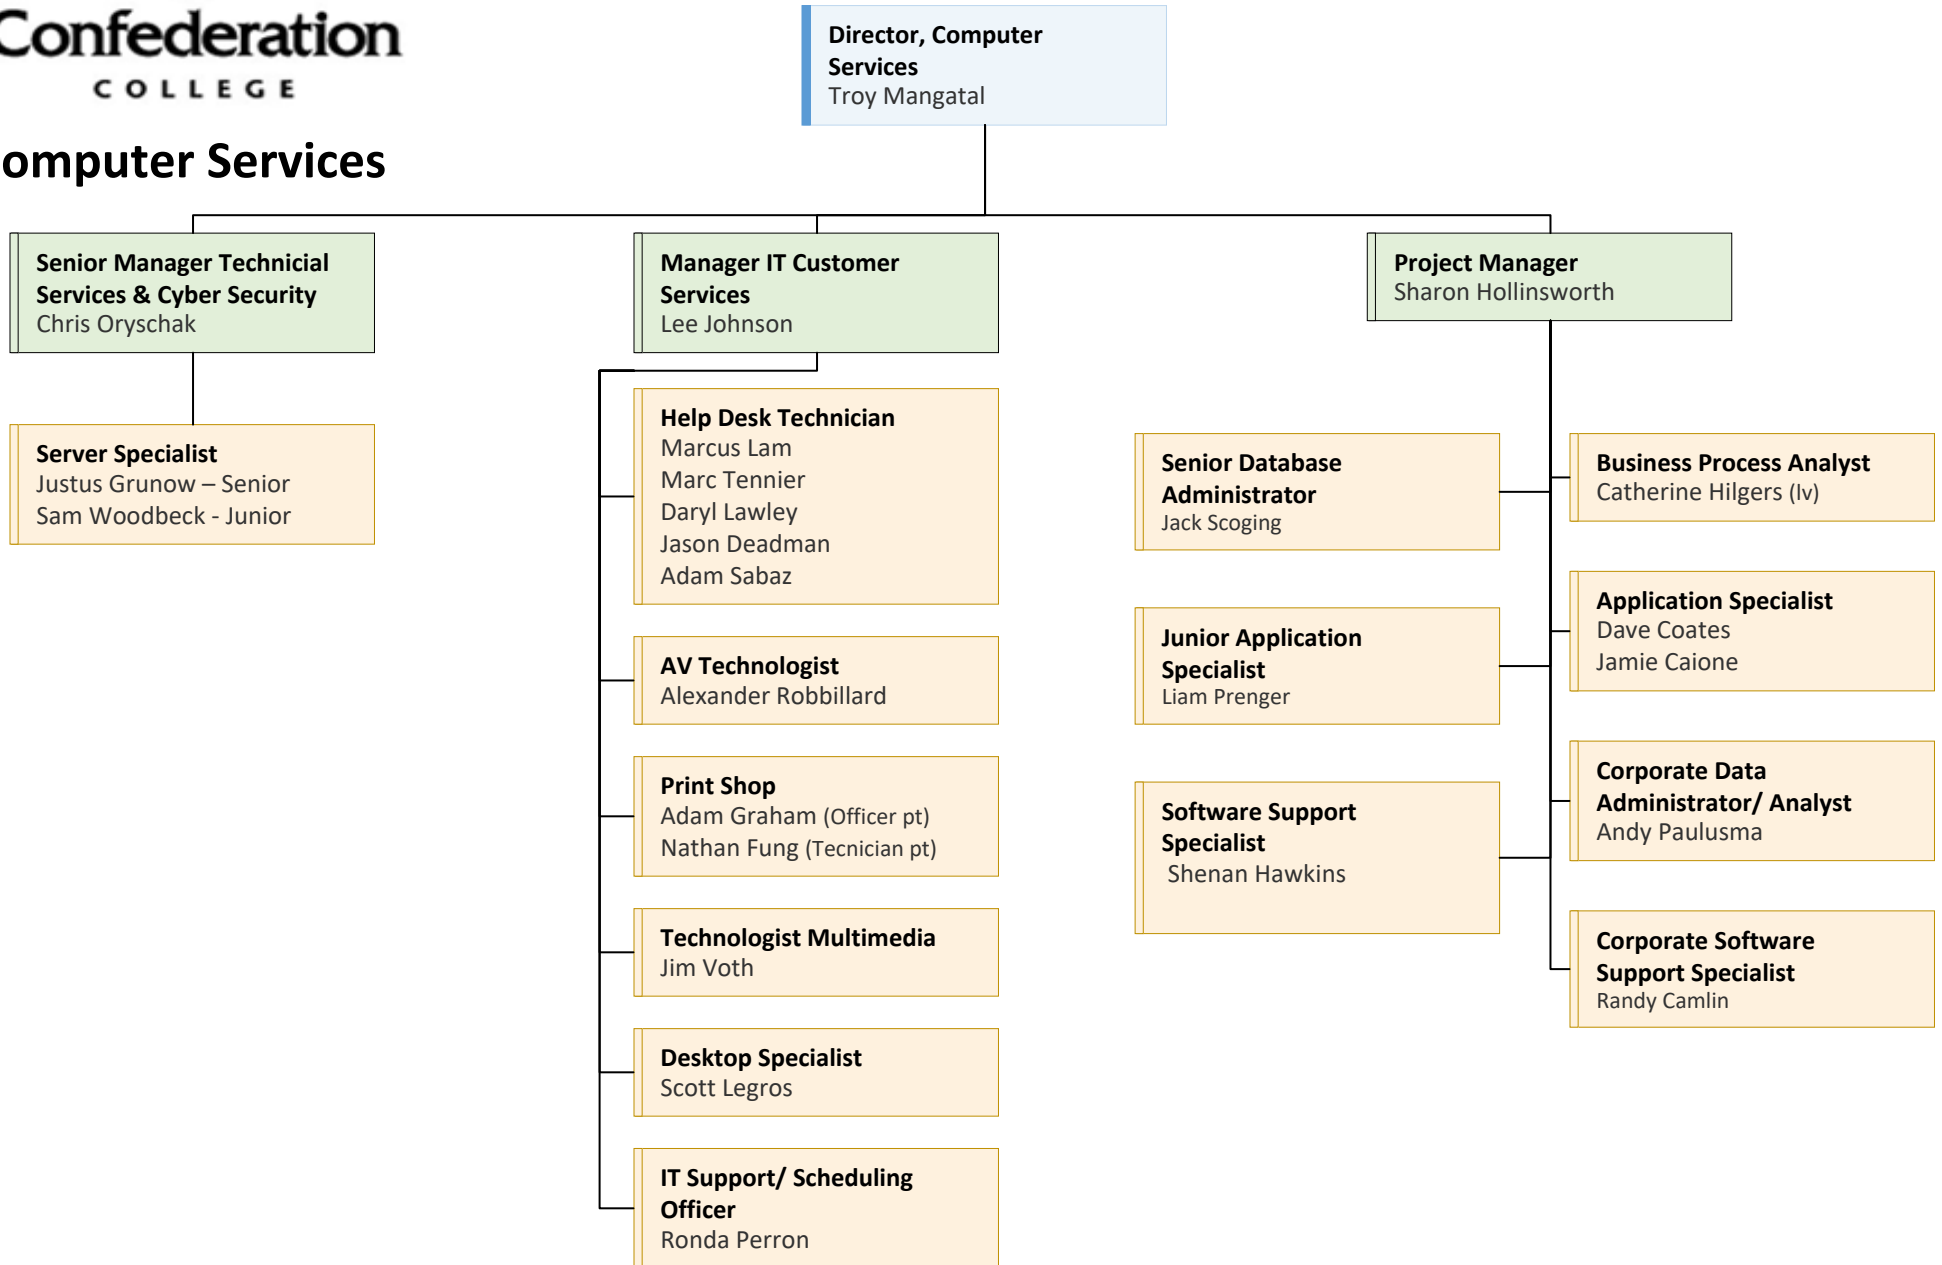 Confederation
COLLEGE
omputer Services
Director, Computer
Services
Troy Mangatal
Senior Manager Technicial
Services & Cyber Security
Chris Oryschak
Server Specialist
Justus Grunow – Senior
Sam Woodbeck - Junior
Manager IT Customer
Services
Lee Johnson
Help Desk Technician
Marcus Lam
Marc Tennier
Daryl Lawley
Jason Deadman
Adam Sabaz
AV Technologist
Alexander Robbillard
Print Shop
Adam Graham (Officer pt)
Nathan Fung (Tecnician pt)
Technologist Multimedia
Jim Voth
Desktop Specialist
Scott Legros
IT Support/ Scheduling
Officer
Ronda Perron
Project Manager
Sharon Hollinsworth
Senior Database
Administrator
Jack Scoging
Junior Application
Specialist
Liam Prenger
Software Support
Specialist
Shenan Hawkins
Business Process Analyst
Catherine Hilgers (lv)
Application Specialist
Dave Coates
Jamie Caione
Corporate Data
Administrator/ Analyst
Andy Paulusma
Corporate Software
Support Specialist
Randy Camlin